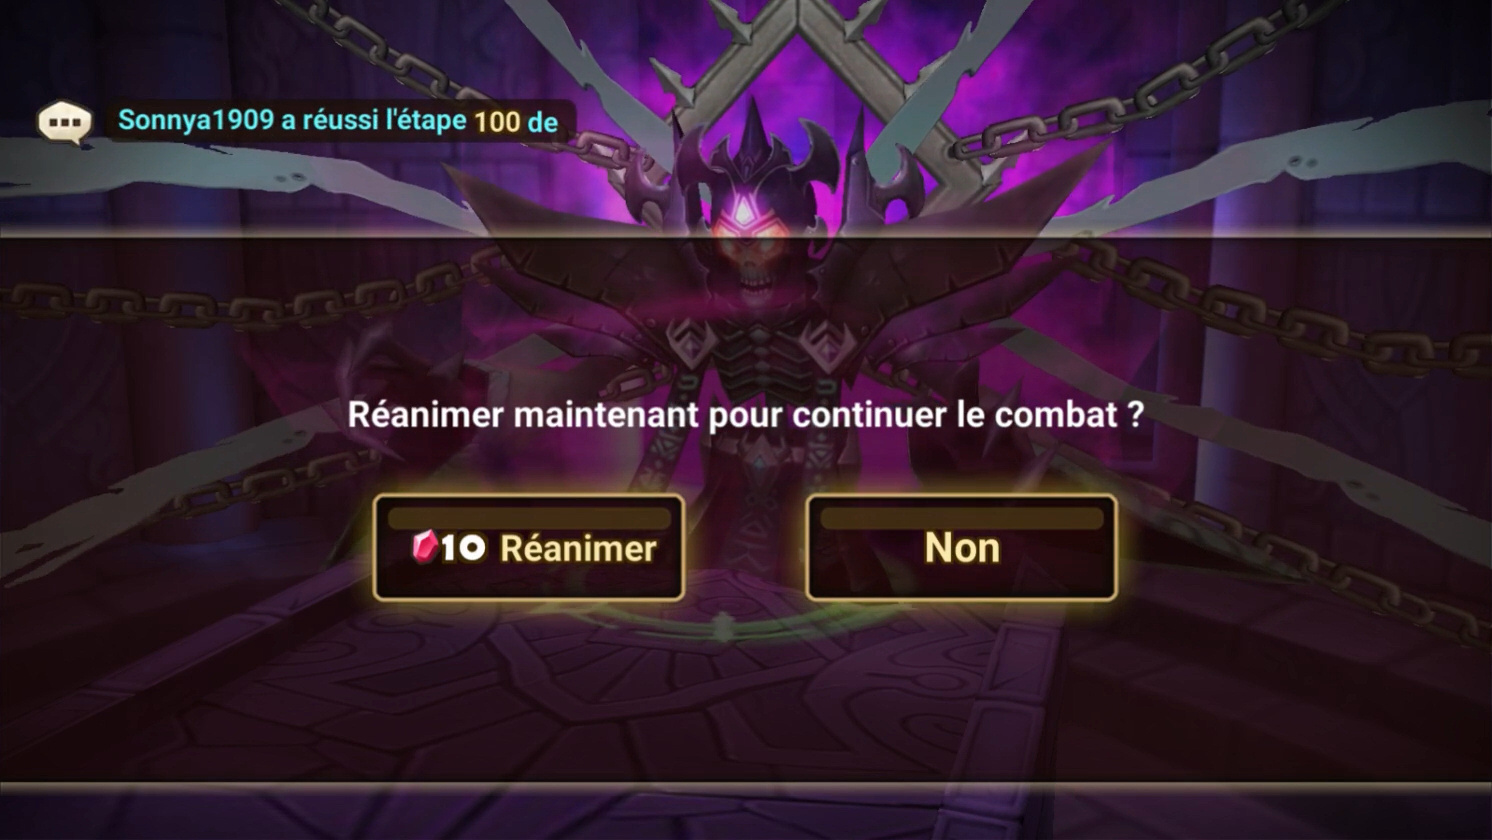 Sonnya1909 a réussi l'étape 100 de
Réanimer maintenant pour continuer le combat ?
10 Réanimer
Non